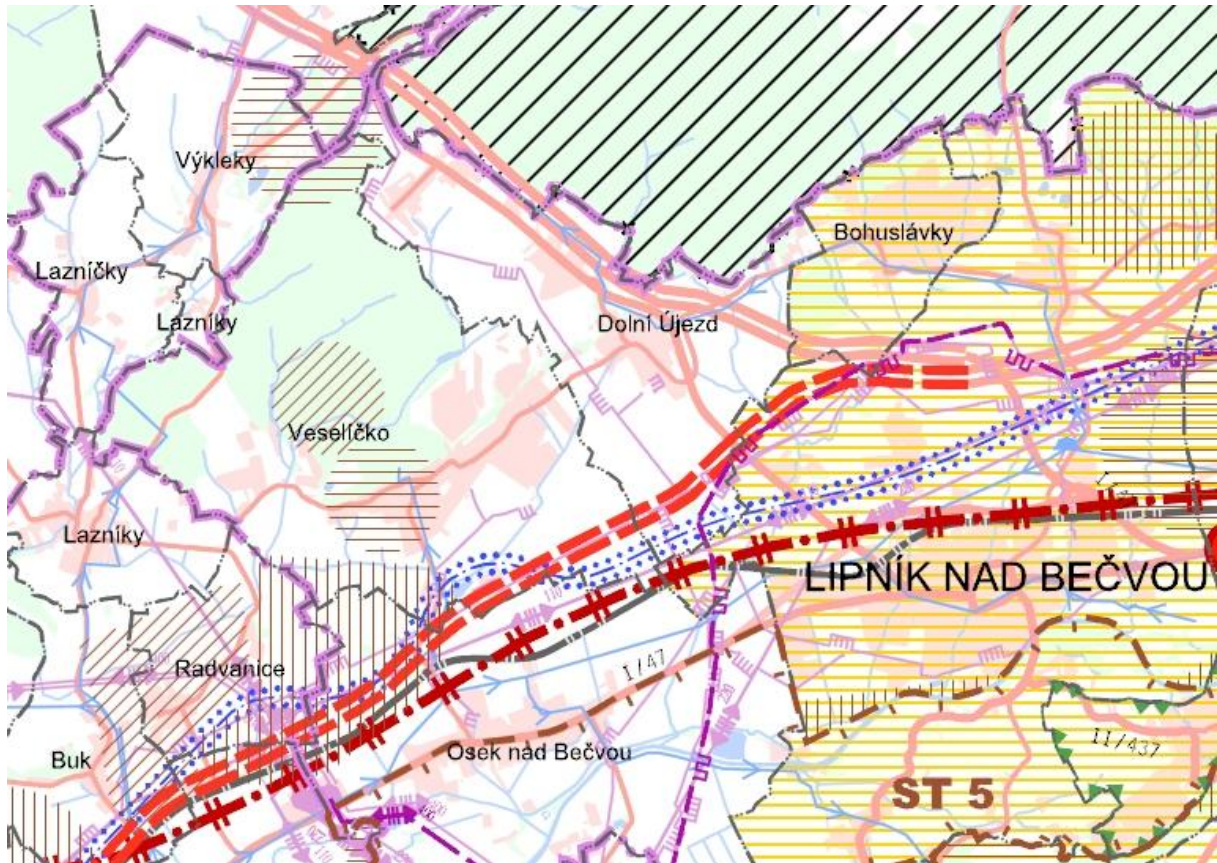 Výkleky
Bohuslávky
Lazníčky
Lazníky
Dolní Újezd
Veselíčko
Lazníky
LIPNÍK NAD BEČVOU
Radvanice
I/47
Osek nad Bečvou
Buk
II/437
ST 5
110